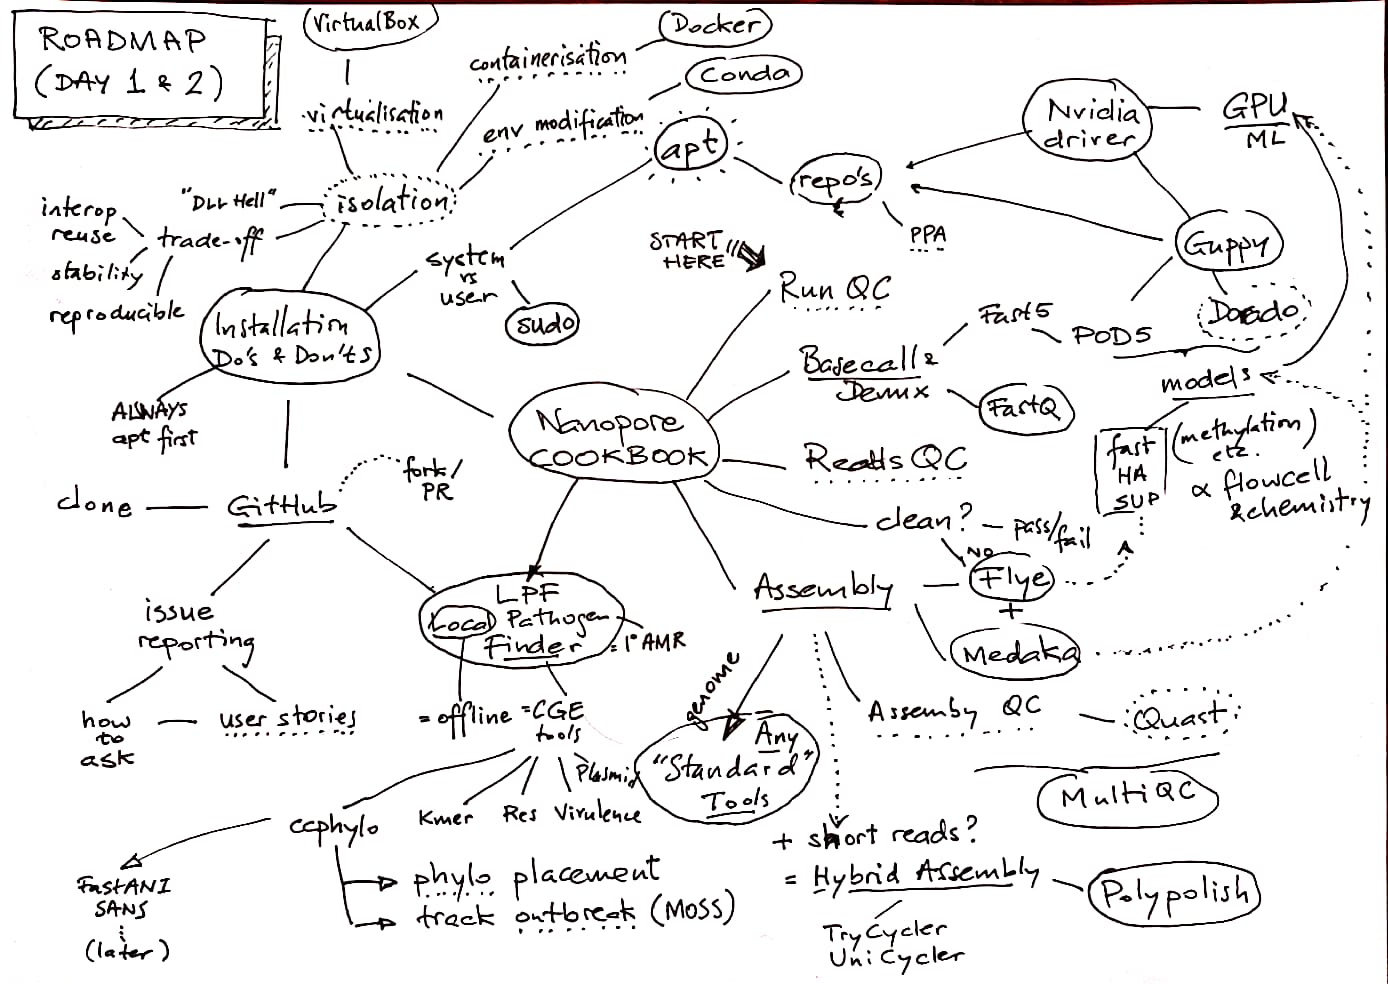 ROADMAP
(DAY 1 & 2)
VirtualBox
virtualisation
containerisation
Docker
Conda
env modification
apt
repo's
PPA
Nvidia
driver
GPU
ML
Guppy
Dorado
"DLL Hell"
isolation
interop
reuse
trade-off
stability
reproducible
system
vs
user
sudo
START
HERE
Run QC
Installation
Do's & Don'ts
ALWAYS
apt first
Basecall &
Demux
Fast5
POD5
FastQ
models
fast
HA
SUP
(methylation)
etc.
∝ flowcell
& chemistry
Nanopore
COOKBOOK
Reads QC
clean? – pass/fail
NO
clone
GitHub
fork/
PR
issue
reporting
how
to
ask
user stories
LPF
Local Pathogen
Finder
= 1° AMR
= offline
= CGE
tools
Kmer
Res
Virulence
Plasmid
ccphylo
phylo placement
track outbreak (MOSS)
FastANI
SANS
(later)
Assembly
Flye
+
Medaka
Assemby QC
Quast
MultiQC
genome
Any
"Standard"
Tools
+ short reads?
= Hybrid Assembly
Polypolish
TryCycler
UniCycler